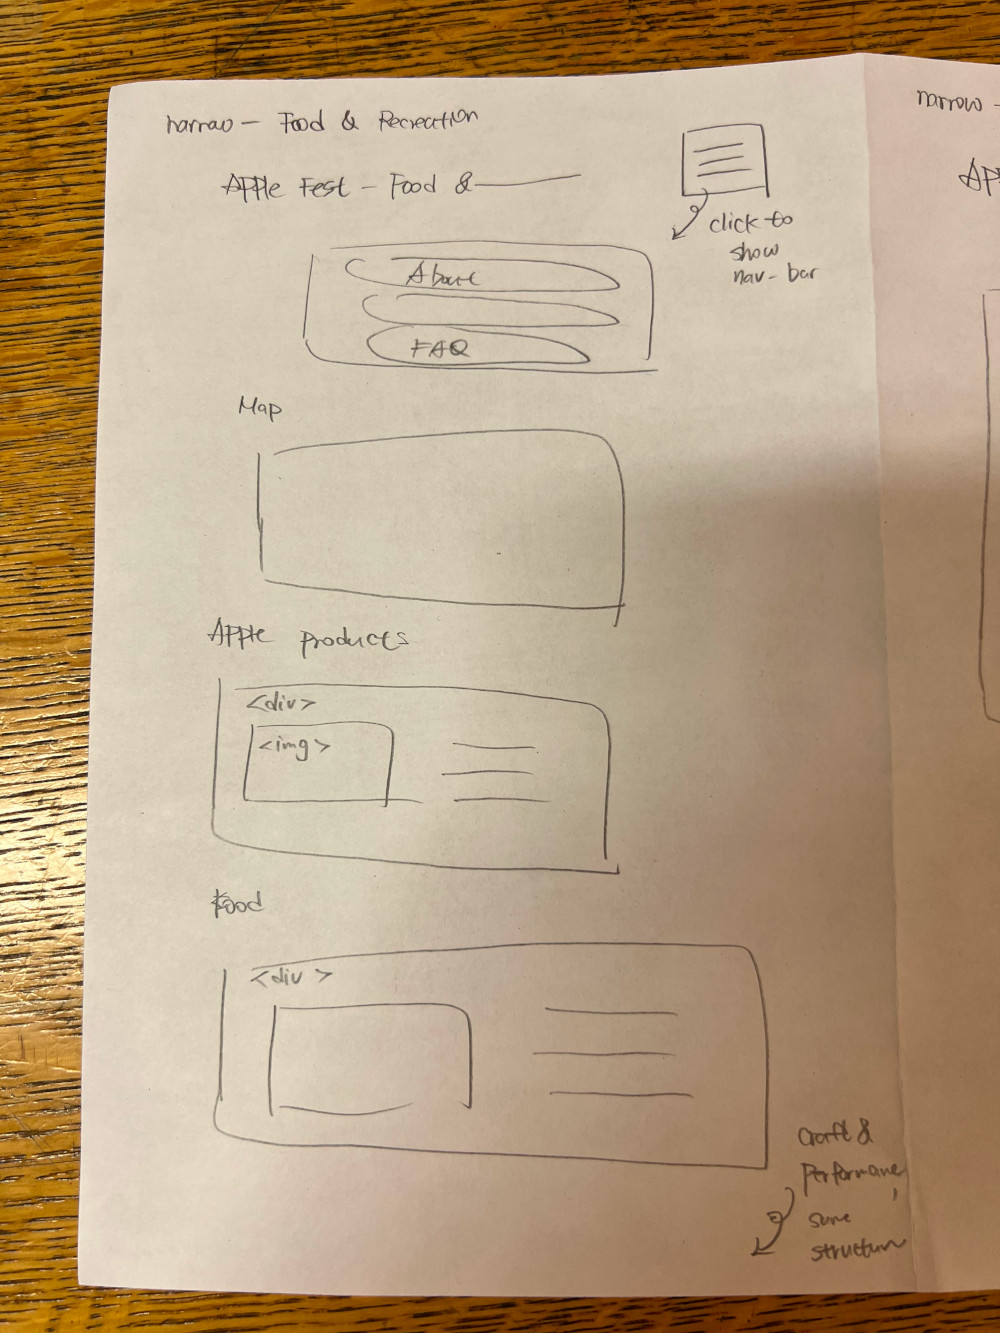 narrow - Food & Recreation
Apple Fest - Food &
click to
show
nav-bar
About
FAQ
Map
Apple products
<div>
<img>
Food
<div>
Craft &
Performance,
same
structure
narrow -
AP